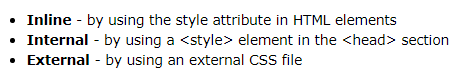 • Inline - by using the style attribute in HTML elements
• Internal - by using a <style> element in the <head> section
• External - by using an external CSS file